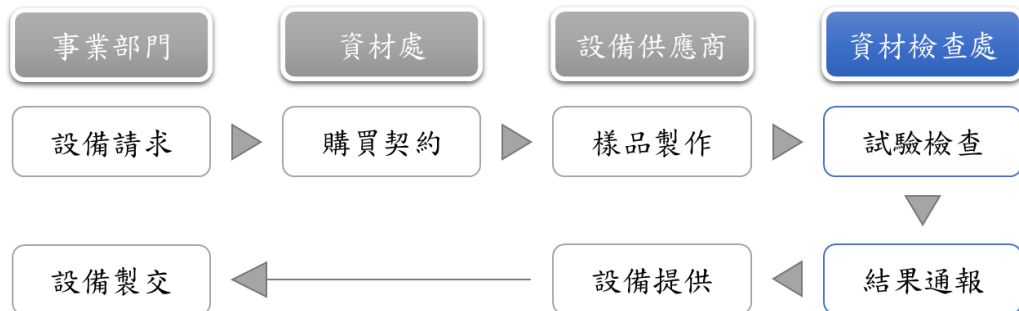 事業部門
資材處
設備供應商
資材檢查處
設備請求
購買契約
樣品製作
試驗檢查
設備製交
設備提供
結果通報